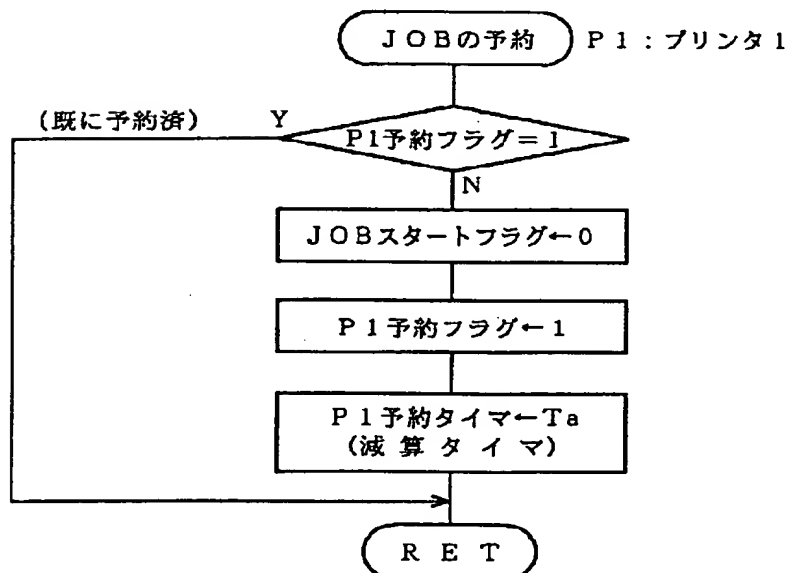 JOBの予約
P1：プリンタ1
(既に予約済)
Y
P1予約フラグ＝1
N
JOBスタートフラグ←0
P1予約フラグ←1
P1予約タイマ←Ta
(減算タイマ)
RET